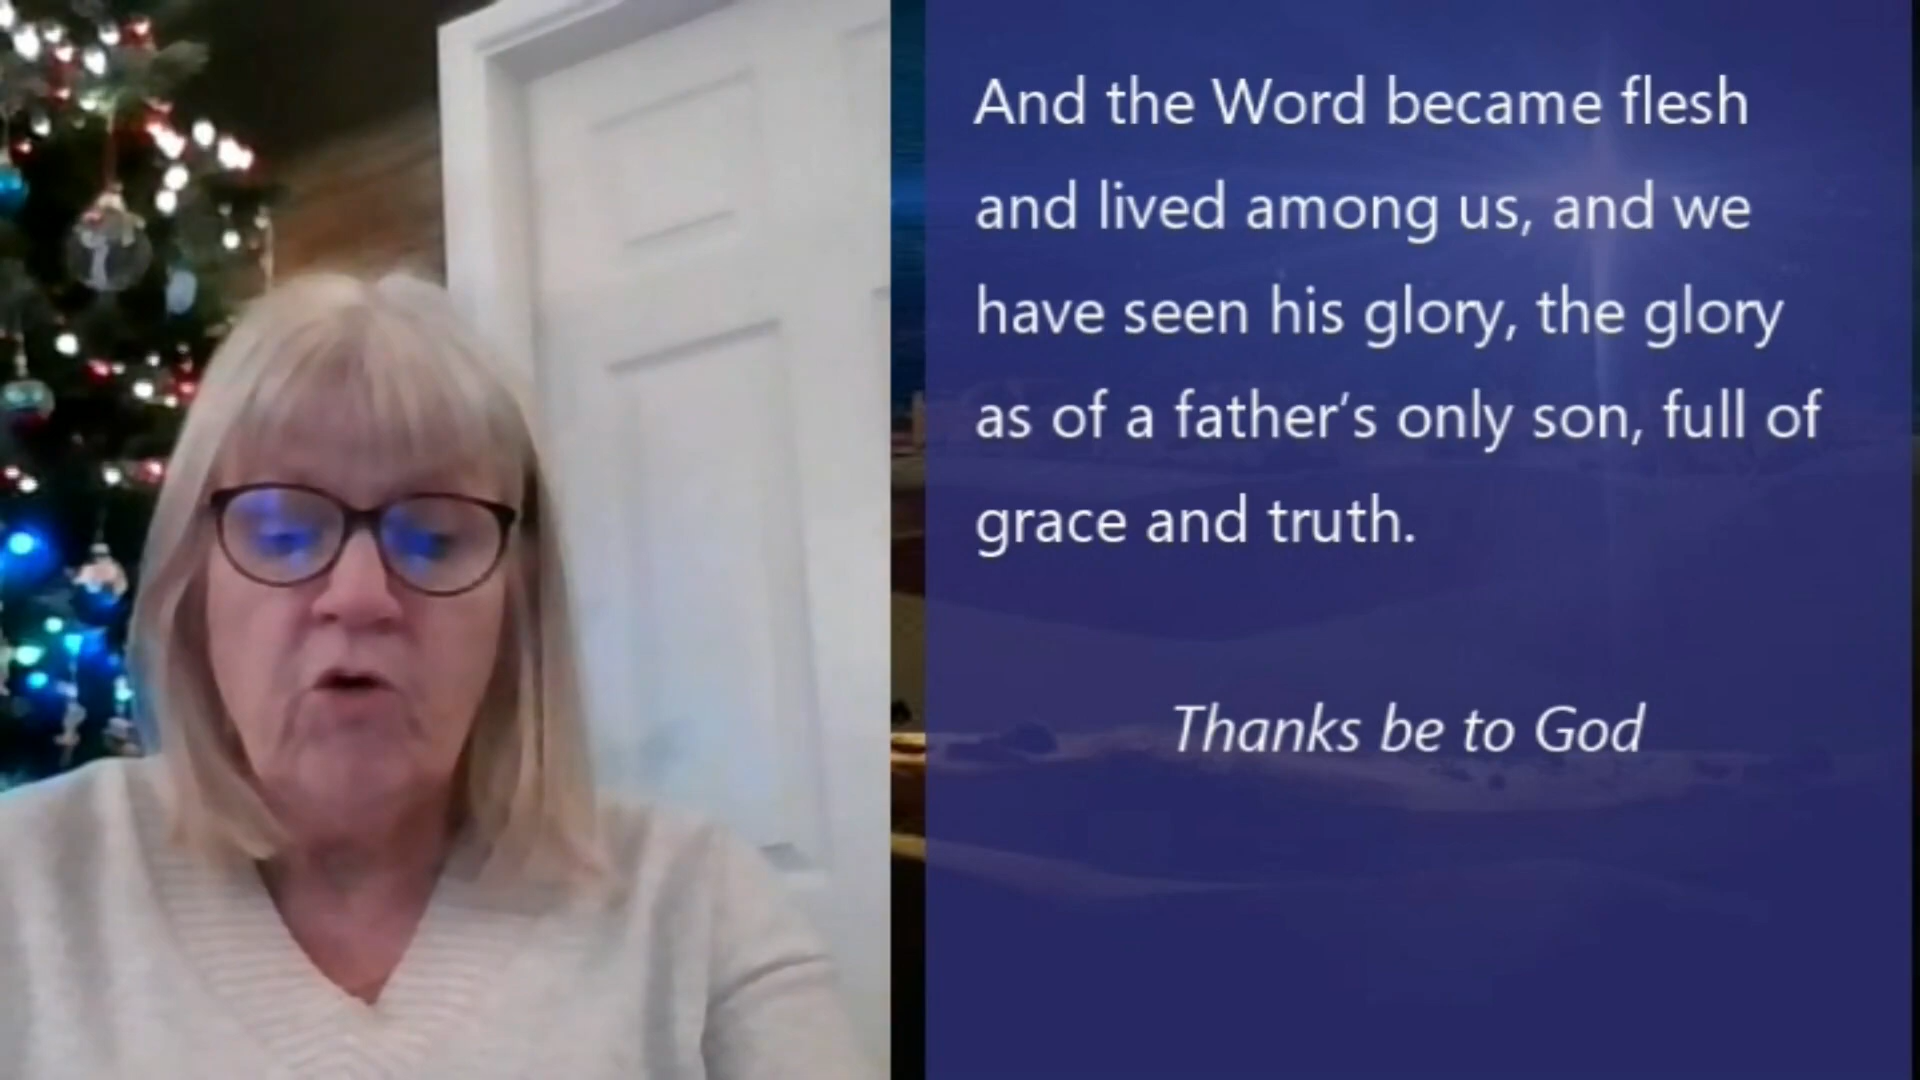 And the Word became flesh
and lived among us, and we
have seen his glory, the glory
as of a father’s only son, full of
grace and truth.
Thanks be to God